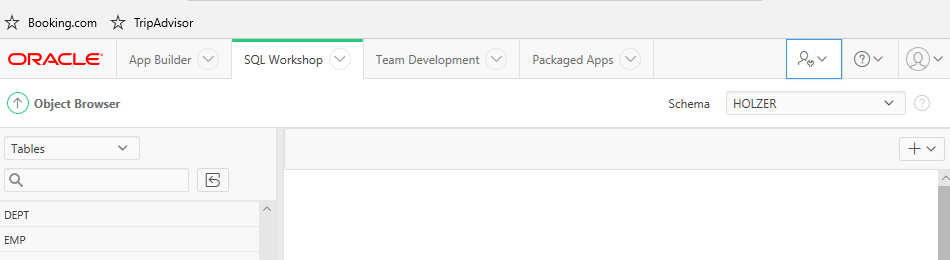 Booking.com TripAdvisor
ORACLE App Builder SQL Workshop Team Development Packaged Apps
Object Browser Schema HOLZER
Tables
DEPT
EMP